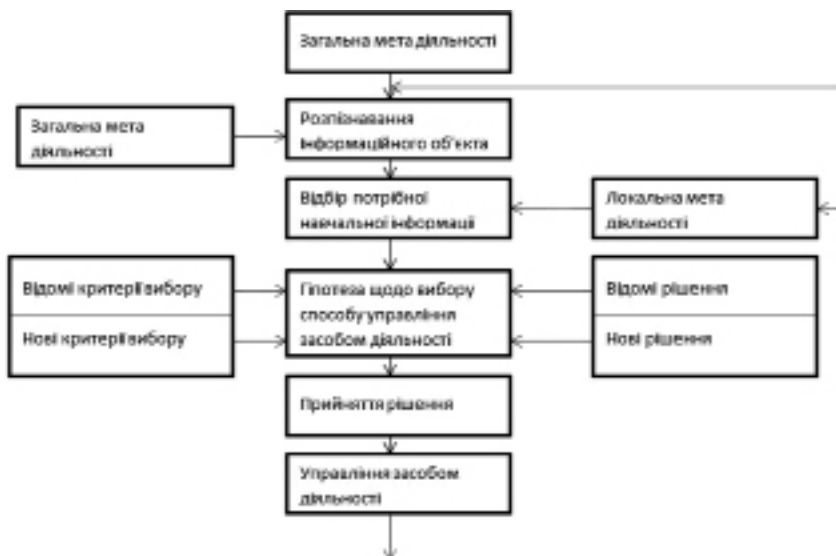 Загальна мета діяльності
Розпізнавання
інформаційного об'єкта
Загальна мета
діяльності
Відбір потрібної
навчальної інформації
Локальна мета
діяльності
Відомі критерії вибору
Нові критерії вибору
Гіпотеза щодо вибору
способу управління
засобом діяльності
Відомі рішення
Нові рішення
Прийняття рішення
Управління засобом
діяльності